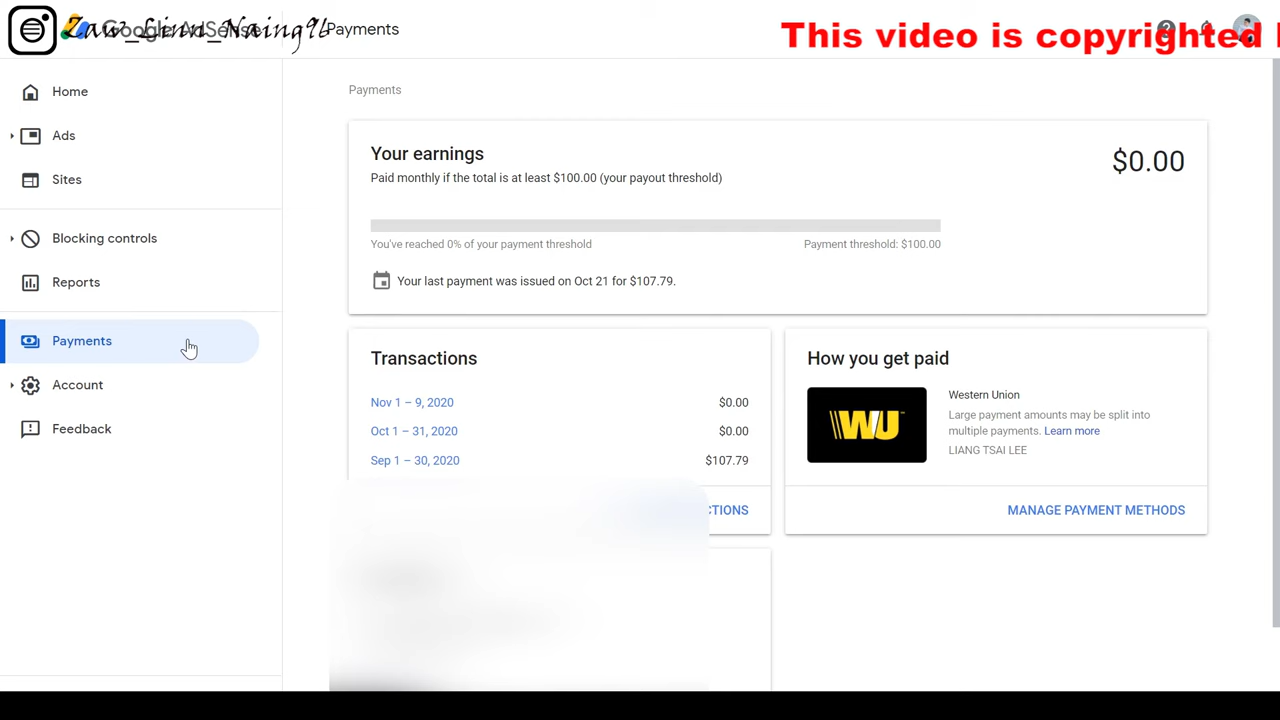 Zaw_Linn_Naing96
Google AdSense
Payments
This video is copyrighted
Home
Ads
Sites
Blocking controls
Reports
Payments
Account
Feedback
Payments
Your earnings
$0.00
Paid monthly if the total is at least $100.00 (your payout threshold)
You've reached 0% of your payment threshold
Payment threshold: $100.00
Your last payment was issued on Oct 21 for $107.79.
Transactions
Nov 1 – 9, 2020 $0.00
Oct 1 – 31, 2020 $0.00
Sep 1 – 30, 2020 $107.79
CTIONS
How you get paid
WU
Western Union
Large payment amounts may be split into
multiple payments. Learn more
LIANG TSAI LEE
MANAGE PAYMENT METHODS